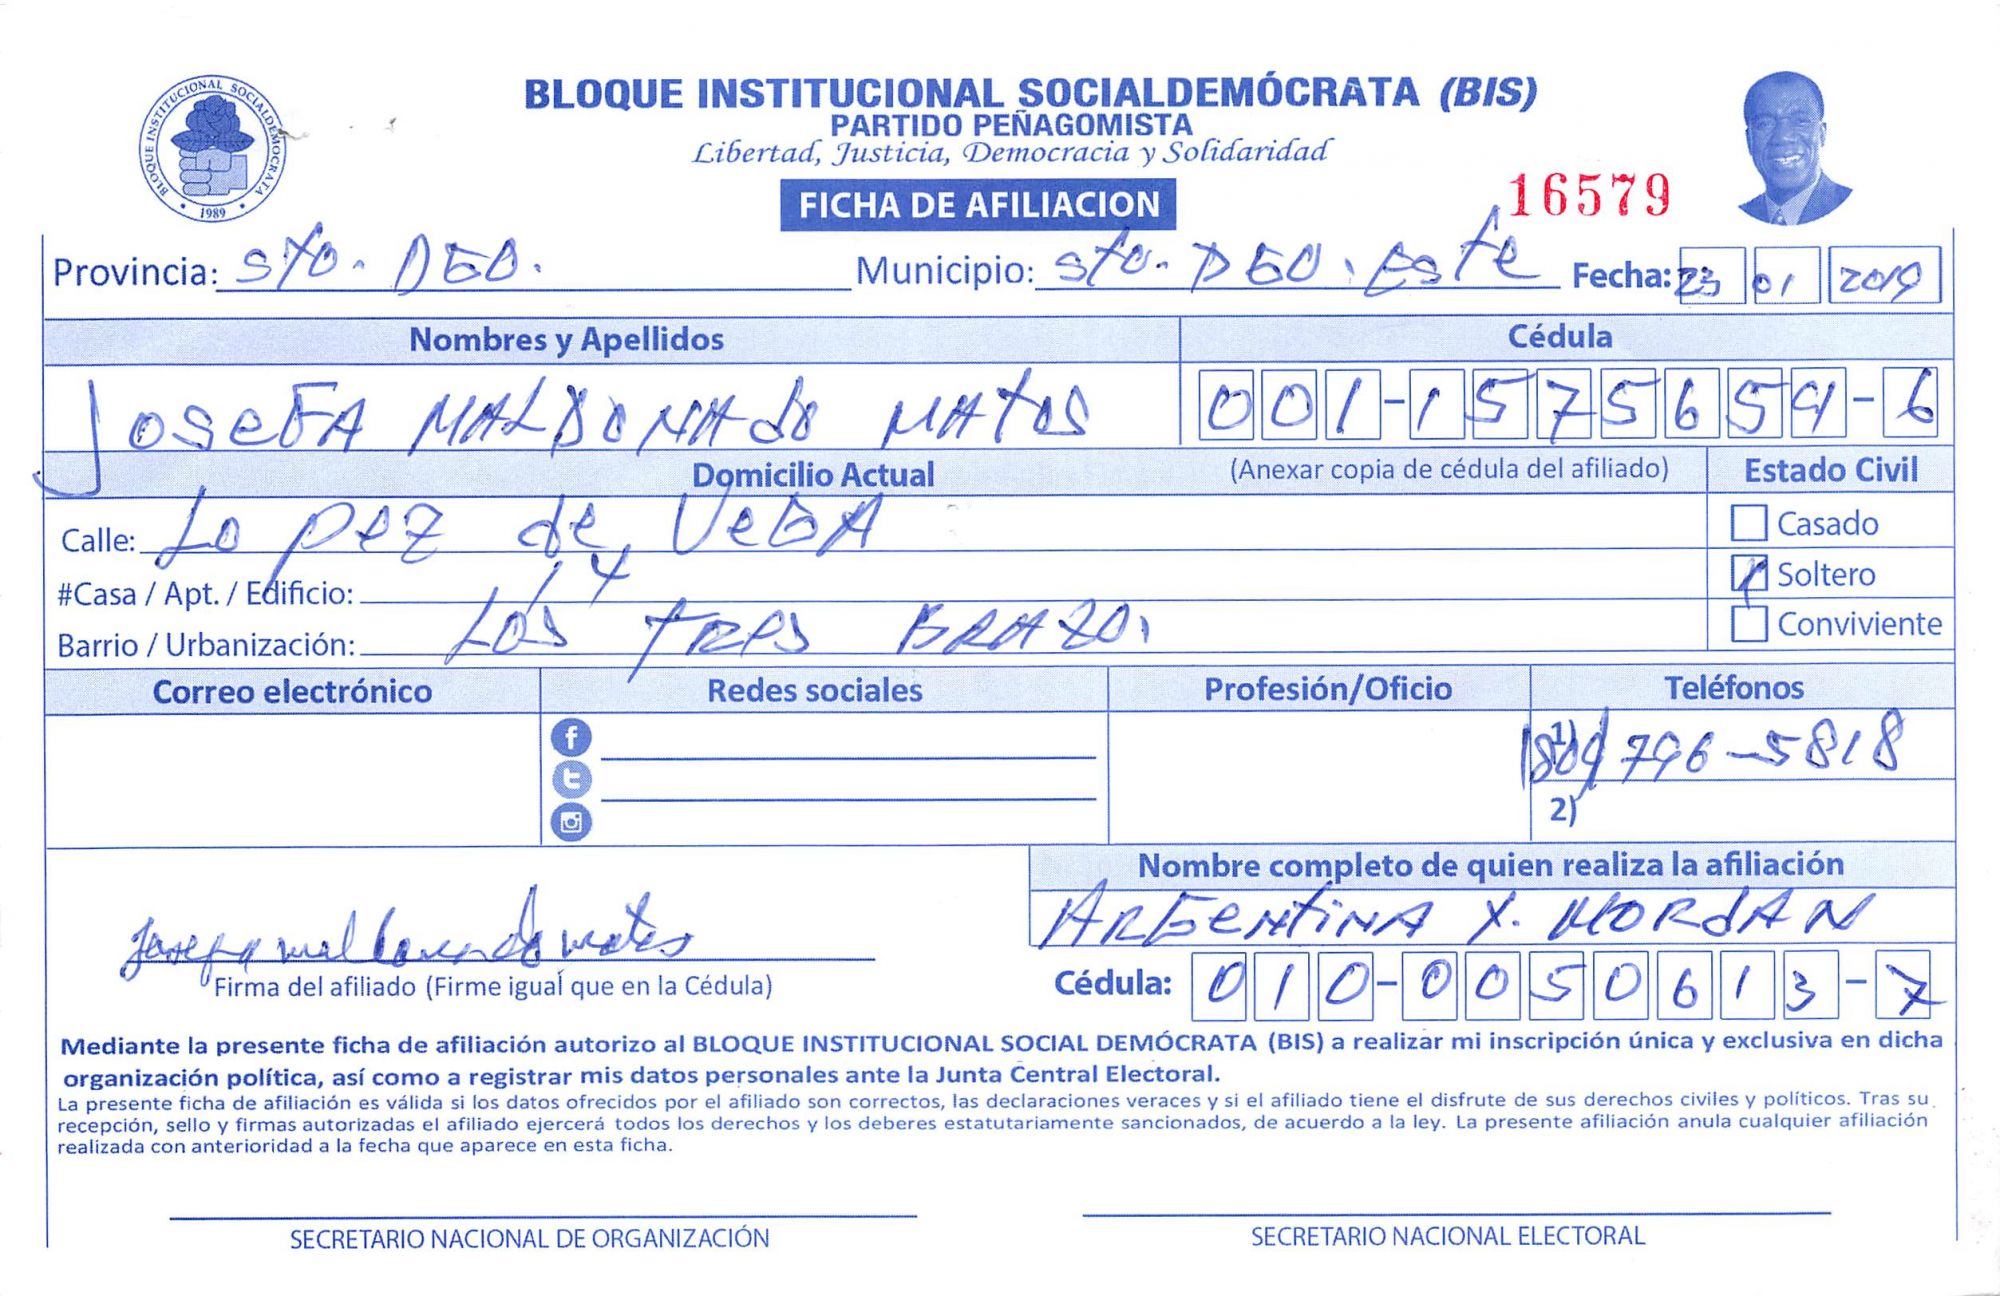 BLOQUE INSTITUCIONAL SOCIALDEMOCRATA
1989
BLOQUE INSTITUCIONAL SOCIALDEMÓCRATA (BIS)
PARTIDO PEÑAGOMISTA
Libertad, Justicia, Democracia y Solidaridad
FICHA DE AFILIACION
16579
Provincia: Sto. DGO. Municipio: Sto. DGO. Este Fecha: 23 01 2019
Nombres y Apellidos Cédula
JOSEFA MALDONADO MATOS 001-1575659-6
Domicilio Actual (Anexar copia de cédula del afiliado) Estado Civil
Calle: Lopez de VeGA Casado
#Casa / Apt. / Edificio: 14 Soltero
Barrio / Urbanización: Los tres BRAZO. Conviviente
Correo electrónico Redes sociales Profesión/Oficio Teléfonos
1) (809) 796-5818
2)
Nombre completo de quien realiza la afiliación
ARGENTINA X. MORDAN
Josefa maldonado matos
Firma del afiliado (Firme igual que en la Cédula) Cédula: 010-0050613-7
Mediante la presente ficha de afiliación autorizo al BLOQUE INSTITUCIONAL SOCIAL DEMÓCRATA (BIS) a realizar mi inscripción única y exclusiva en dicha
organización política, así como a registrar mis datos personales ante la Junta Central Electoral.
La presente ficha de afiliación es válida si los datos ofrecidos por el afiliado son correctos, las declaraciones veraces y si el afiliado tiene el disfrute de sus derechos civiles y políticos. Tras su
recepción, sello y firmas autorizadas el afiliado ejercerá todos los derechos y los deberes estatutariamente sancionados, de acuerdo a la ley. La presente afiliación anula cualquier afiliación
realizada con anterioridad a la fecha que aparece en esta ficha.
SECRETARIO NACIONAL DE ORGANIZACIÓN SECRETARIO NACIONAL ELECTORAL